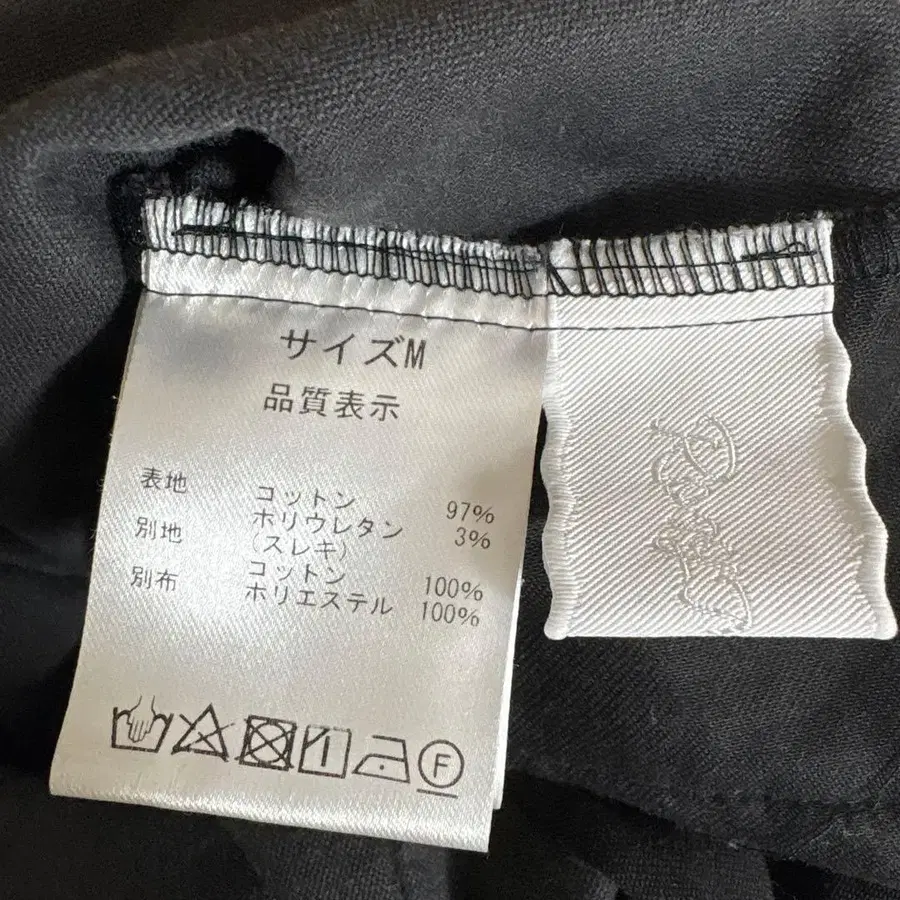 サイズM
品質表示
表地 コットン 97%
ポリウレタン 3%
別地 (スレキ)
コットン 100%
別布 ポリエステル 100%
F